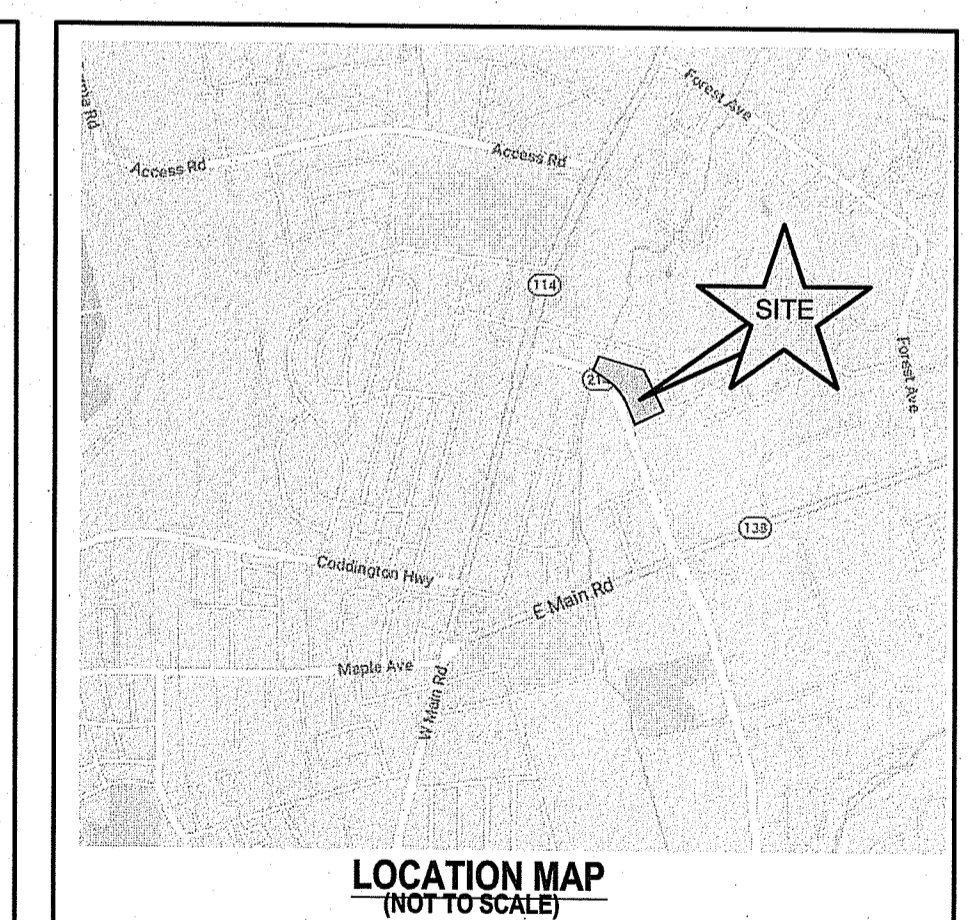 Forest Ave
Access Rd
Access Rd
114
SITE
Forest Ave
138
Coddington Hwy
E Main Rd
Maple Ave
W Main Rd
LOCATION MAP
(NOT TO SCALE)